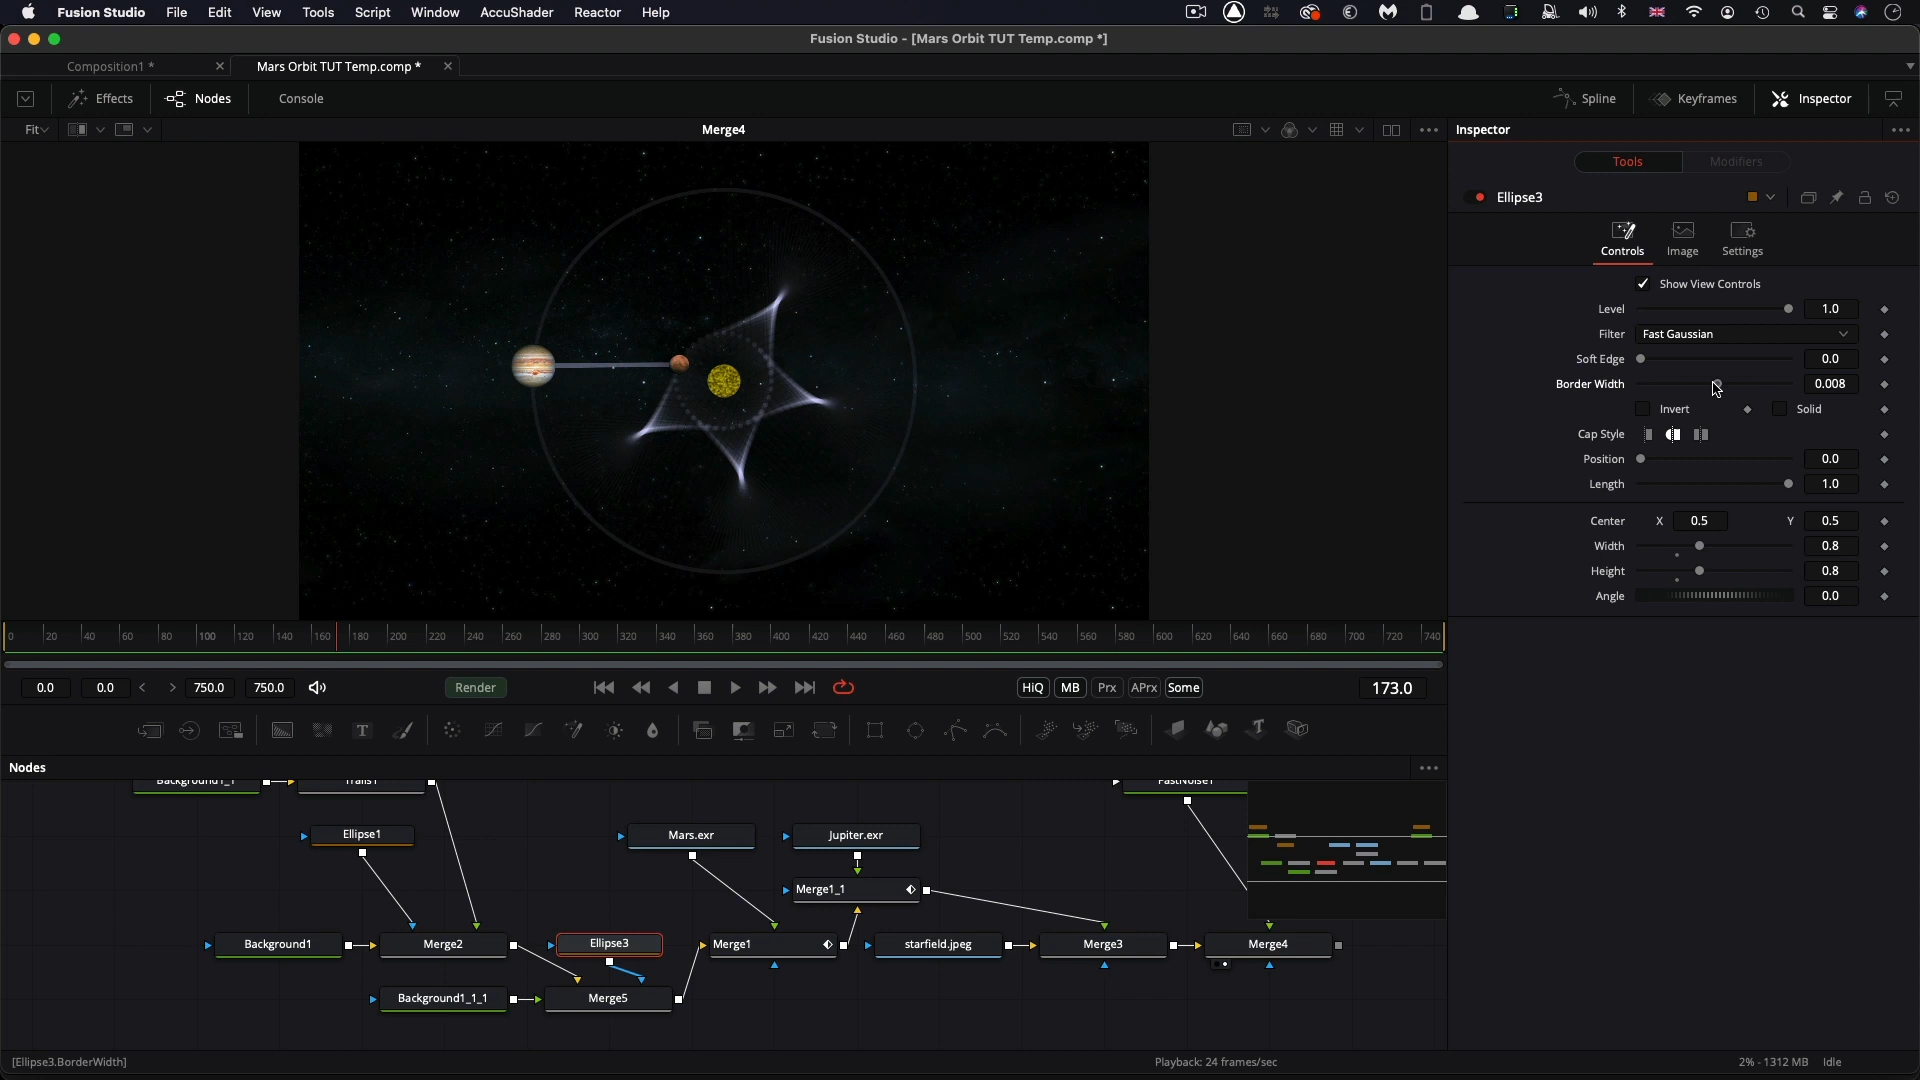 Fusion Studio File Edit View Tools Script Window AccuShader Reactor Help
Fusion Studio - [Mars Orbit TUT Temp.comp *]
Composition1 * Mars Orbit TUT Temp.comp *
Effects Nodes Console Spline Keyframes Inspector
Fit Merge4 Inspector
Tools Modifiers
Ellipse3
Controls Image Settings
Show View Controls
Level 1.0
Filter Fast Gaussian
Soft Edge 0.0
Border Width 0.008
Invert Solid
Cap Style
Position 0.0
Length 1.0
Center X 0.5 Y 0.5
Width 0.8
Height 0.8
Angle 0.0
0 20 40 60 80 100 120 140 160 180 200 220 240 260 280 300 320 340 360 380 400 420 440 460 480 500 520 540 560 580 600 620 640 660 680 700 720 740
0.0 0.0 < > 750.0 750.0 Render HiQ MB Prx APrx Some 173.0
Nodes
Background1_1 FastNoise1
Ellipse1 Mars.exr Jupiter.exr
Merge1_1
Background1 Merge2 Ellipse3 Merge1 starfield.jpeg Merge3 Merge4
Background1_1_1 Merge5
[Ellipse3.BorderWidth] Playback: 24 frames/sec 2% - 1312 MB Idle